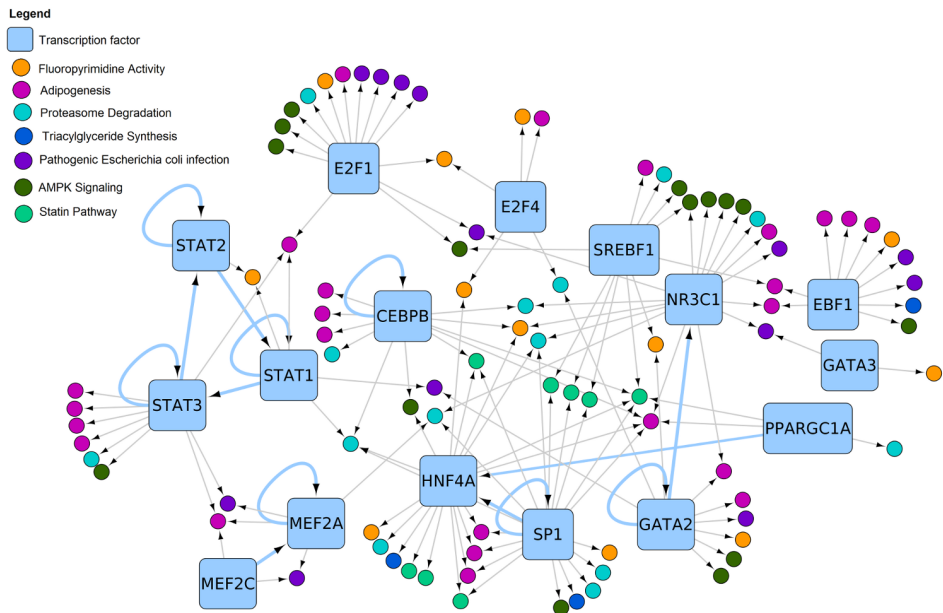 Legend
Transcription factor
Fluoropyrimidine Activity
Adipogenesis
Proteasome Degradation
Triacylglyceride Synthesis
Pathogenic Escherichia coli infection
AMPK Signaling
Statin Pathway
E2F1
E2F4
STAT2
SREBF1
NR3C1
EBF1
CEBPB
GATA3
STAT1
STAT3
PPARGC1A
HNF4A
MEF2A
SP1
GATA2
MEF2C